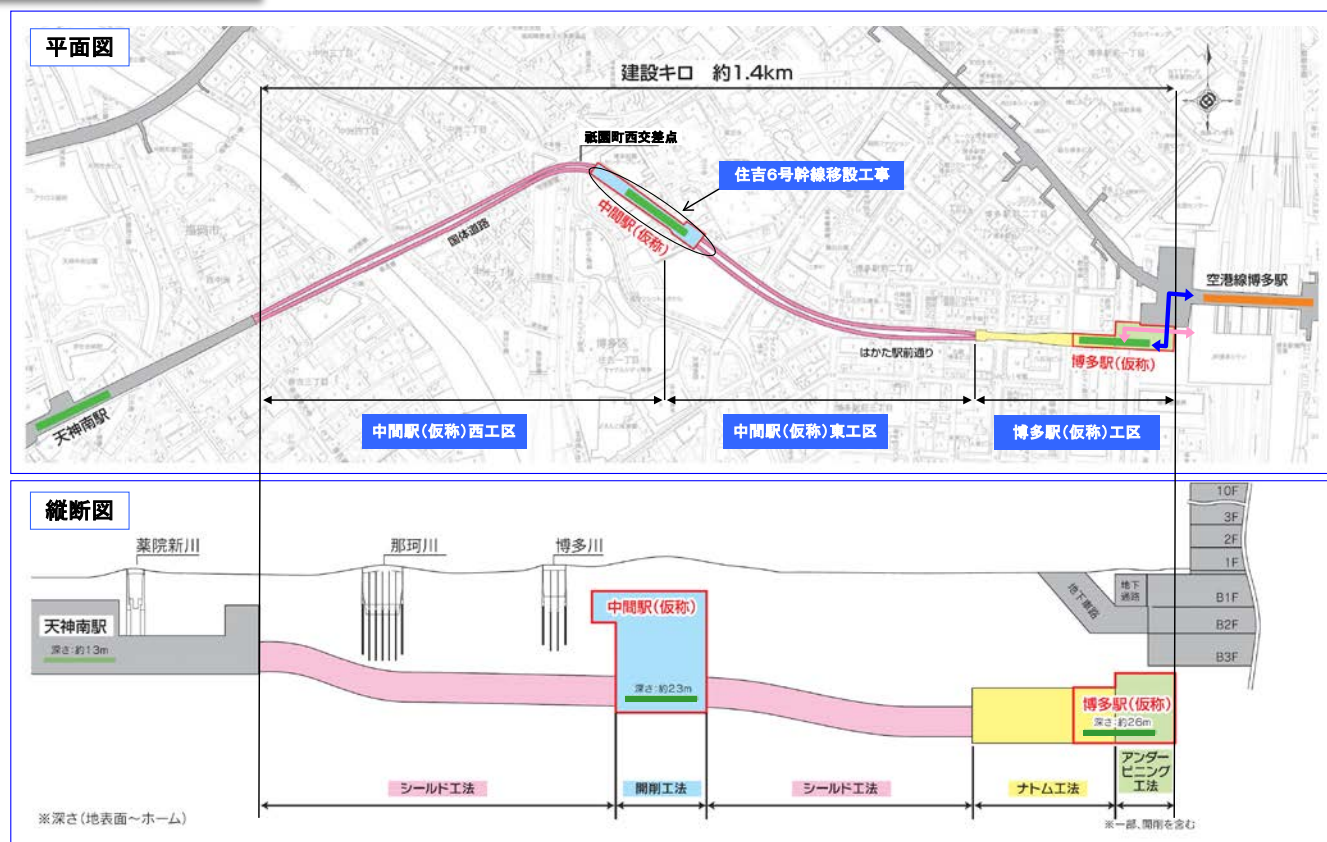 平面図
建設キロ 約1.4km
祇園町西交差点
住吉6号幹線移設工事
中間駅(仮称)
国体道路
空港線博多駅
はかた駅前通り
博多駅(仮称)
天神南駅
中間駅(仮称)西工区
中間駅(仮称)東工区
博多駅(仮称)工区
縦断図
薬院新川
那珂川
博多川
10F
3F
2F
1F
地下車路
地下
通路
B1F
B2F
B3F
天神南駅
深さ:約13m
中間駅(仮称)
深さ:約23m
博多駅(仮称)
深さ:約26m
シールド工法
開削工法
シールド工法
ナトム工法
アンダー
ピニング
工法
※深さ(地表面~ホーム)
※一部、開削を含む